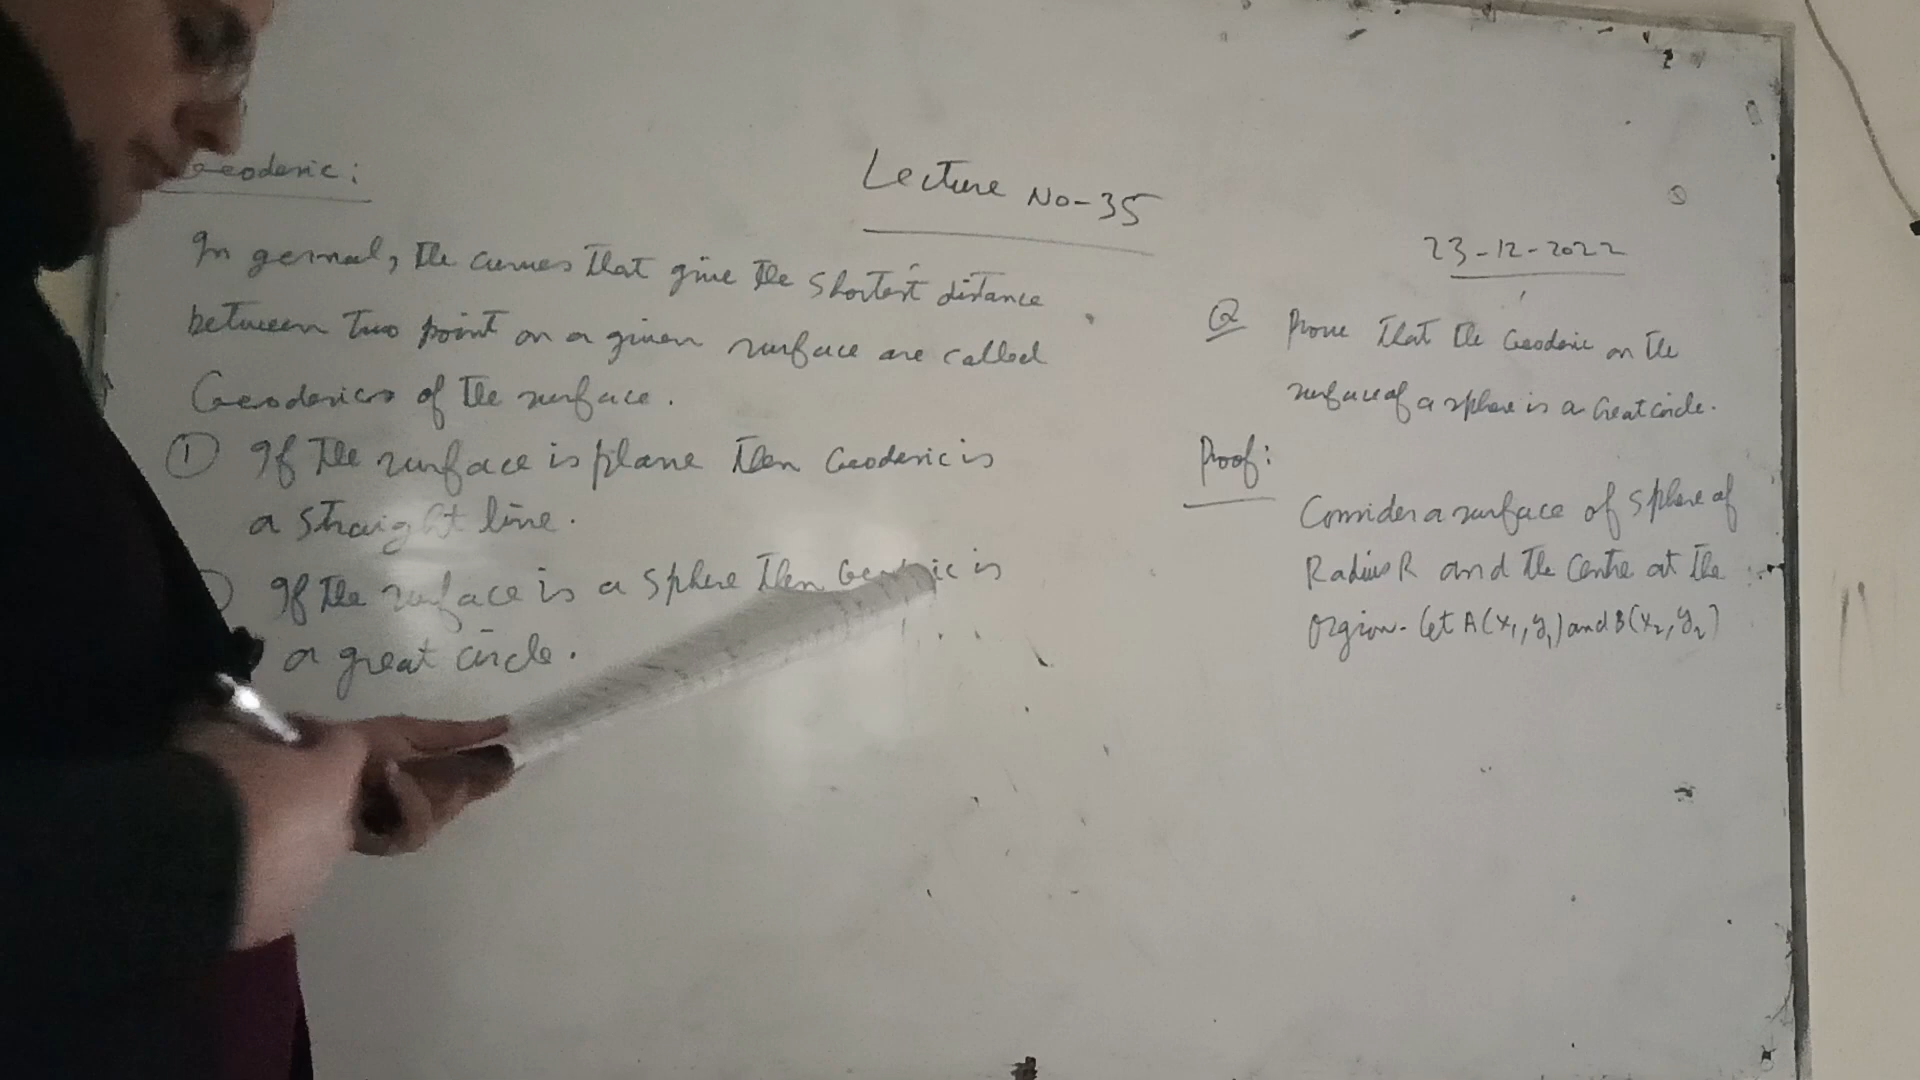 Geodesic:
In gernal, the curves that give the shortest distance
between two point on a given surface are called
Geodesics of the surface.
① If the surface is plane then Geodesic is
a straight line.
If the surface is a sphere then Geodesic is
a great circle.
Lecture No-35
23-12-2022
Q Prove that the Geodesic on the
surface of a sphere is a Great circle.
Proof:
Consider a surface of sphere of
Radius R and the Centre at the
orgion. Let A(x₁, y₁) and B(x₂, y₂)